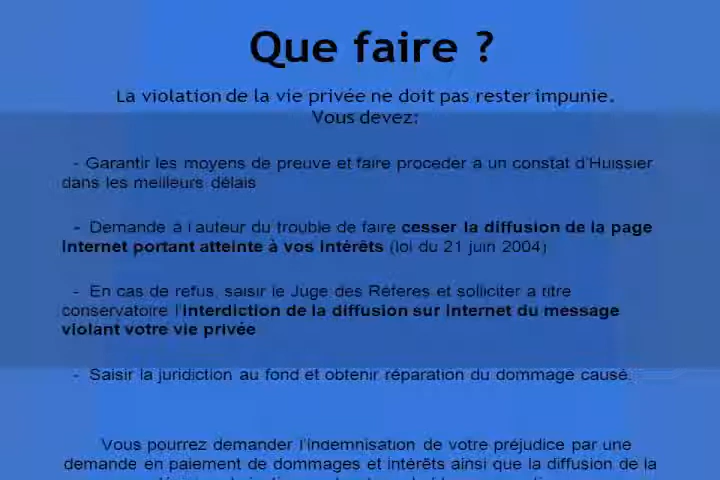 Que faire ?
La violation de la vie privée ne doit pas rester impunie.
Vous devez:
- Garantir les moyens de preuve et faire procéder à un constat d'Huissier
dans les meilleurs délais
- Demande à l'auteur du trouble de faire cesser la diffusion de la page
Internet portant atteinte à vos intérêts (loi du 21 juin 2004)
- En cas de refus, saisir le Juge des Référés et solliciter à titre
conservatoire l'interdiction de la diffusion sur Internet du message
violant votre vie privée
- Saisir la juridiction au fond et obtenir réparation du dommage causé.
Vous pourrez demander l'indemnisation de votre préjudice par une
demande en paiement de dommages et intérêts ainsi que la diffusion de la